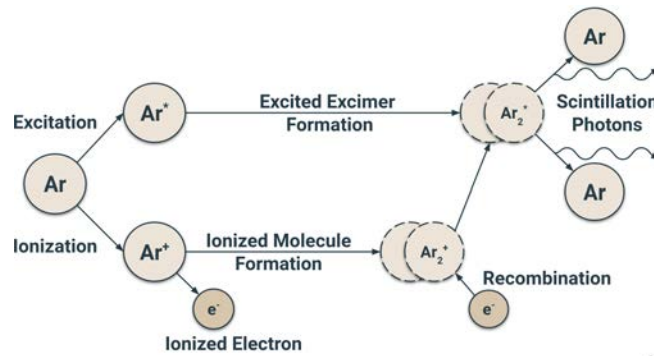 Ar
Excitation
Ar*
Excited Excimer
Formation
Ar₂*
Scintillation
Photons
Ar
Ar
Ionization
Ar⁺
Ionized Molecule
Formation
Ar₂⁺
Recombination
e⁻
e⁻
Ionized Electron